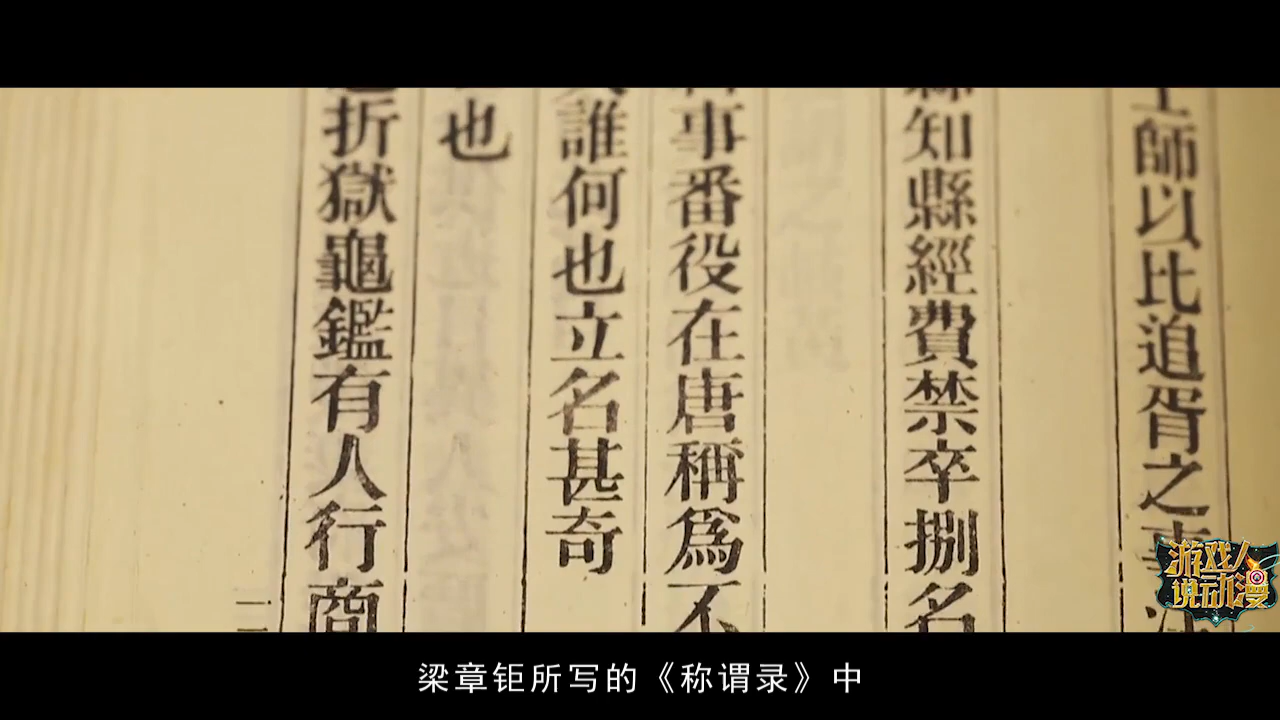 師以比追胥之事
知縣經費禁卒捌名
事番役在唐稱為不
誰何也立名甚奇
也
折獄龜鑑有人行商
游戏人
说动漫
梁章钜所写的《称谓录》中